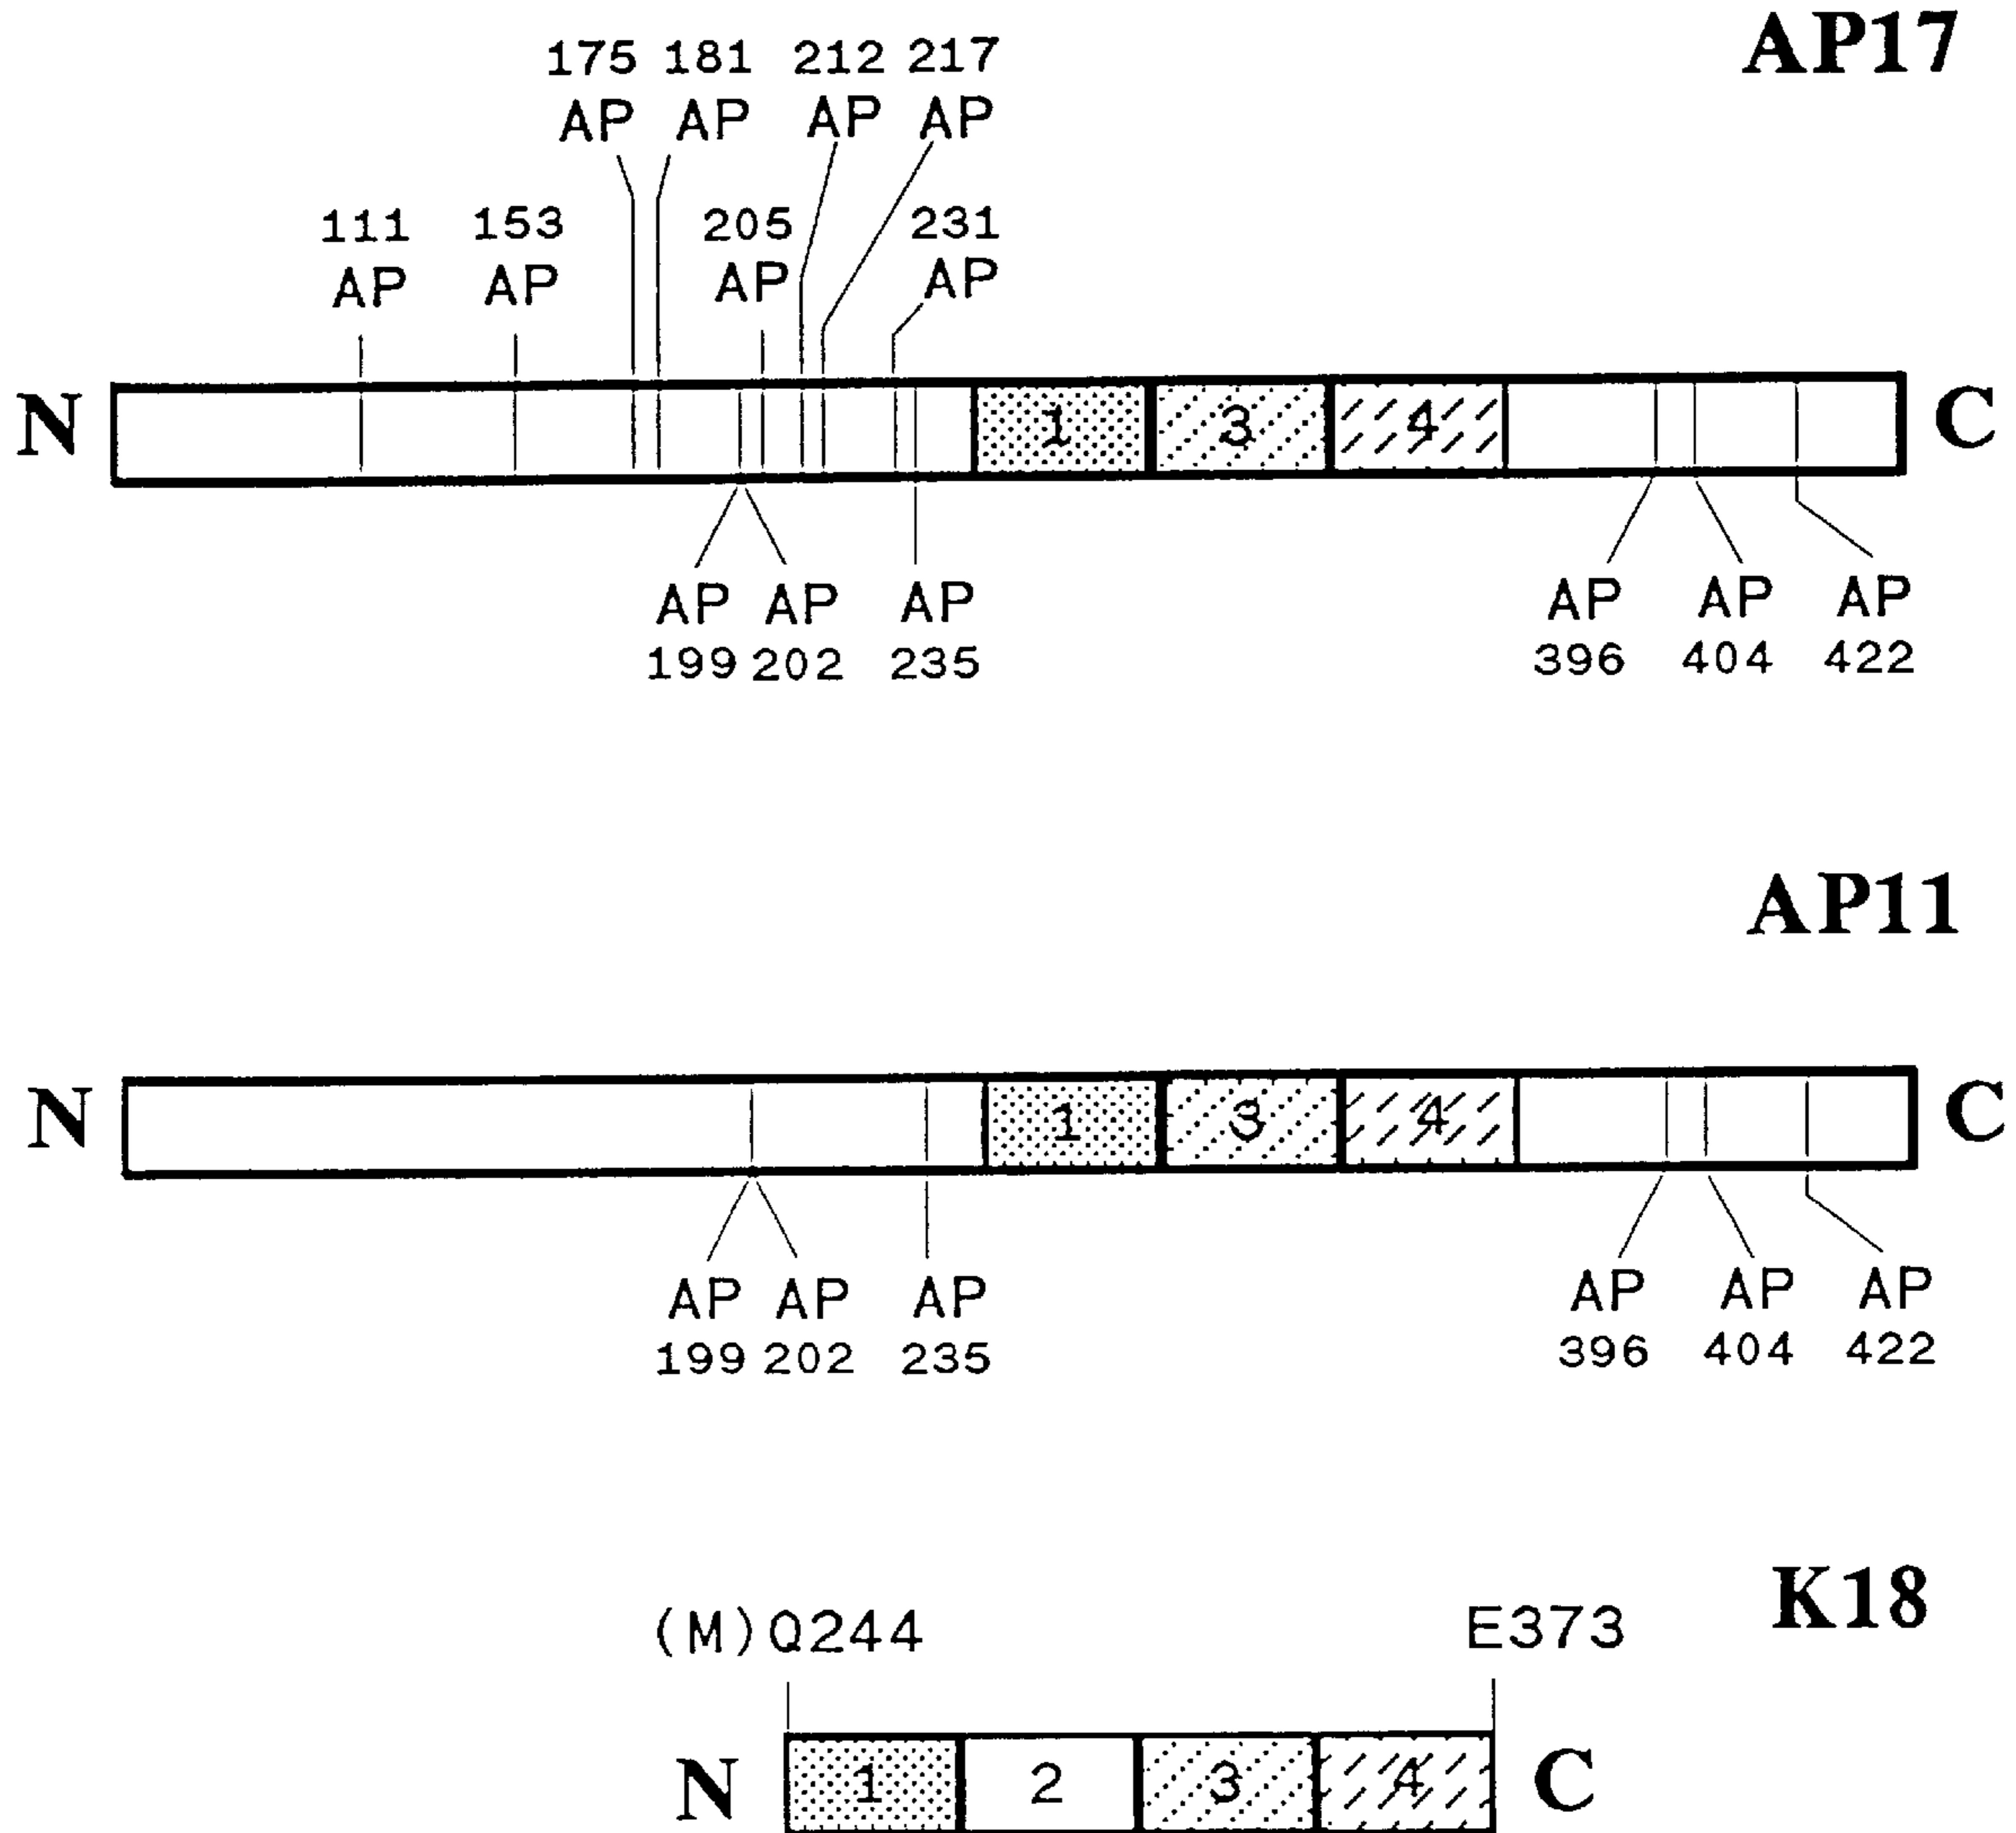 AP17
175 181 212 217
AP AP AP AP
111 153 205 231
AP AP AP AP
N 1 3 4 C
AP AP AP AP AP AP
199 202 235 396 404 422
AP11
N 1 3 4 C
AP AP AP AP AP AP
199 202 235 396 404 422
K18
(M)Q244 E373
N 1 2 3 4 C